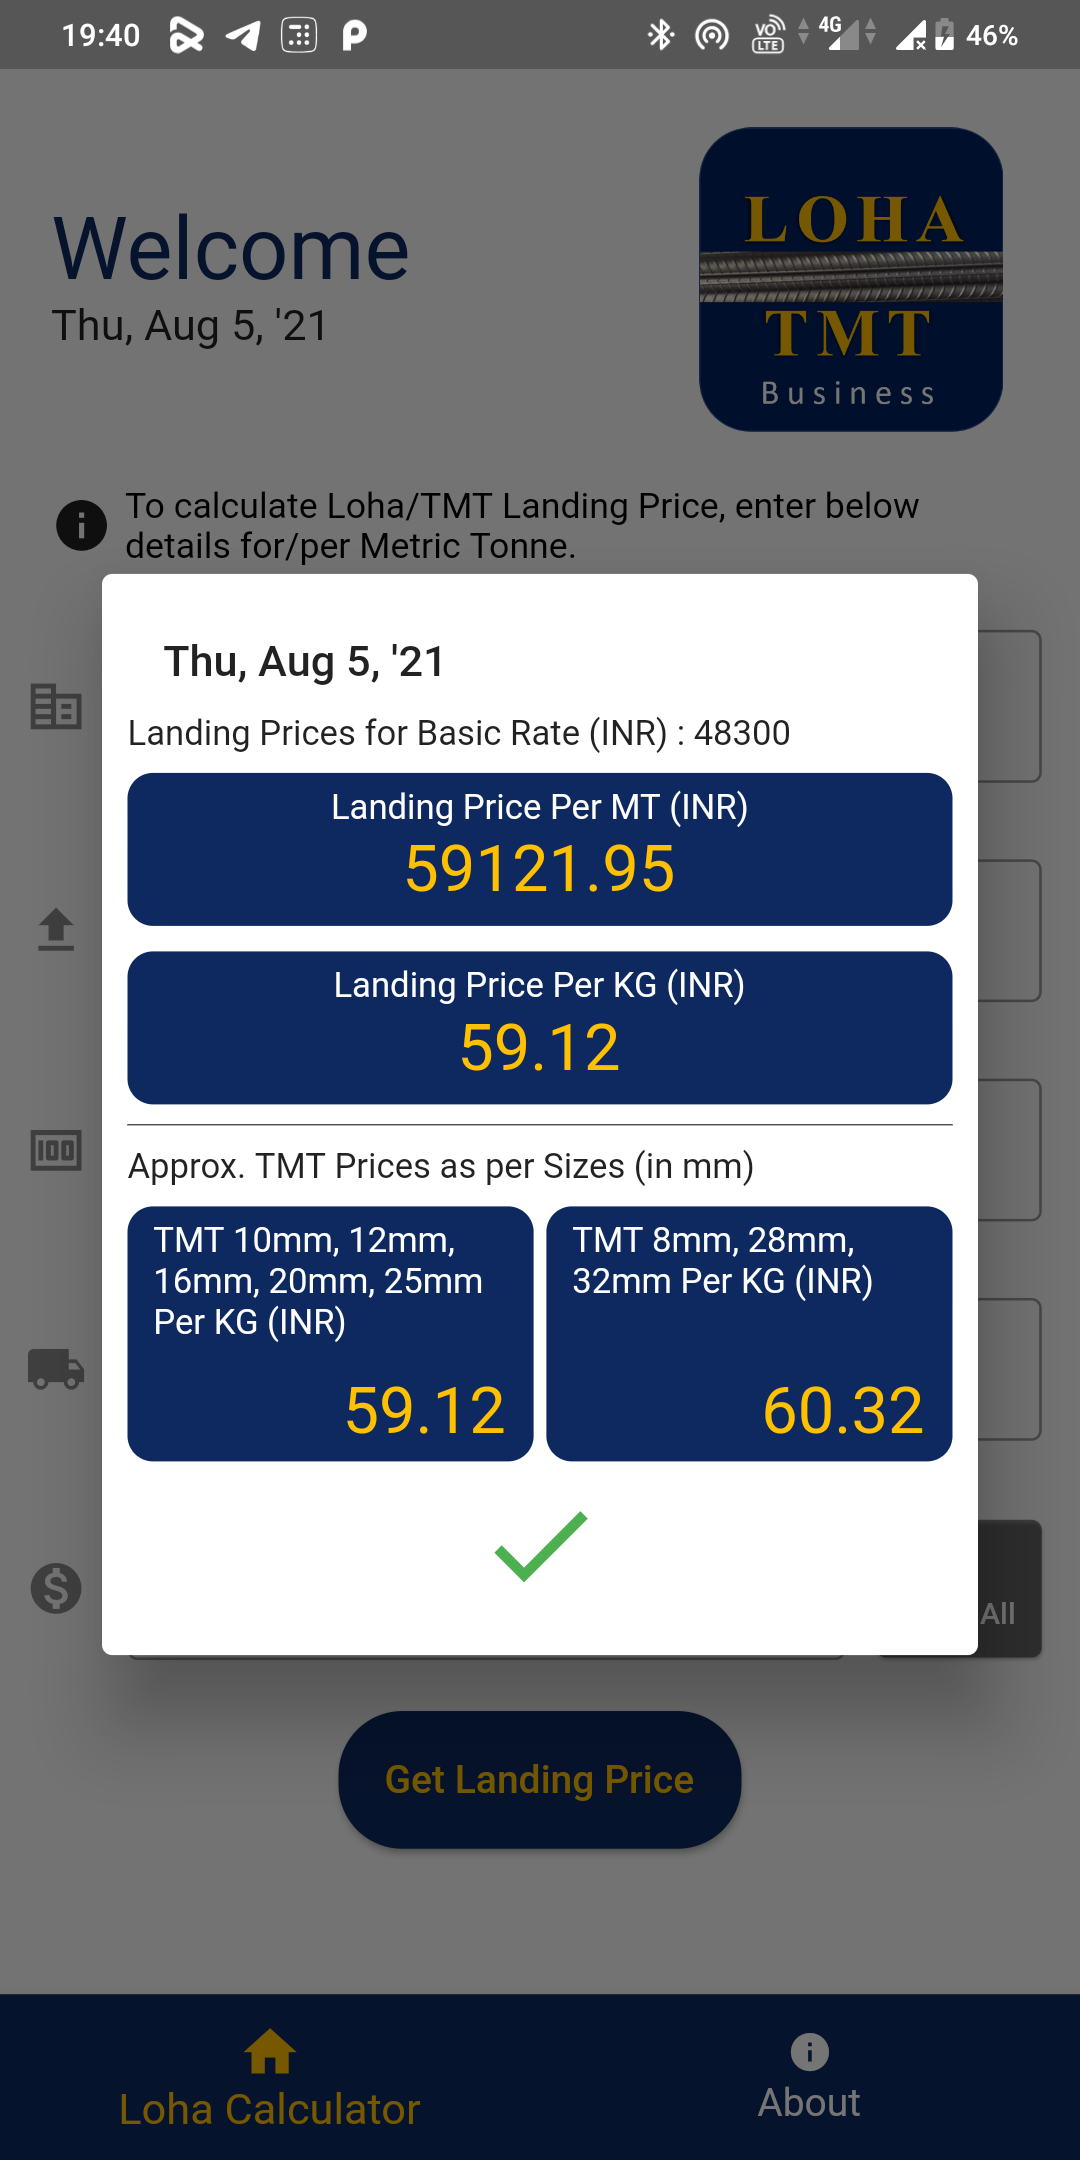 19:40
VO LTE 4G 46%
LOHA
TMT
Business
Welcome
Thu, Aug 5, '21
To calculate Loha/TMT Landing Price, enter below
details for/per Metric Tonne.
Thu, Aug 5, '21
Landing Prices for Basic Rate (INR) : 48300
Landing Price Per MT (INR)
59121.95
Landing Price Per KG (INR)
59.12
100
Approx. TMT Prices as per Sizes (in mm)
TMT 10mm, 12mm,
16mm, 20mm, 25mm
Per KG (INR)
59.12
TMT 8mm, 28mm,
32mm Per KG (INR)
60.32
All
Get Landing Price
Loha Calculator
About